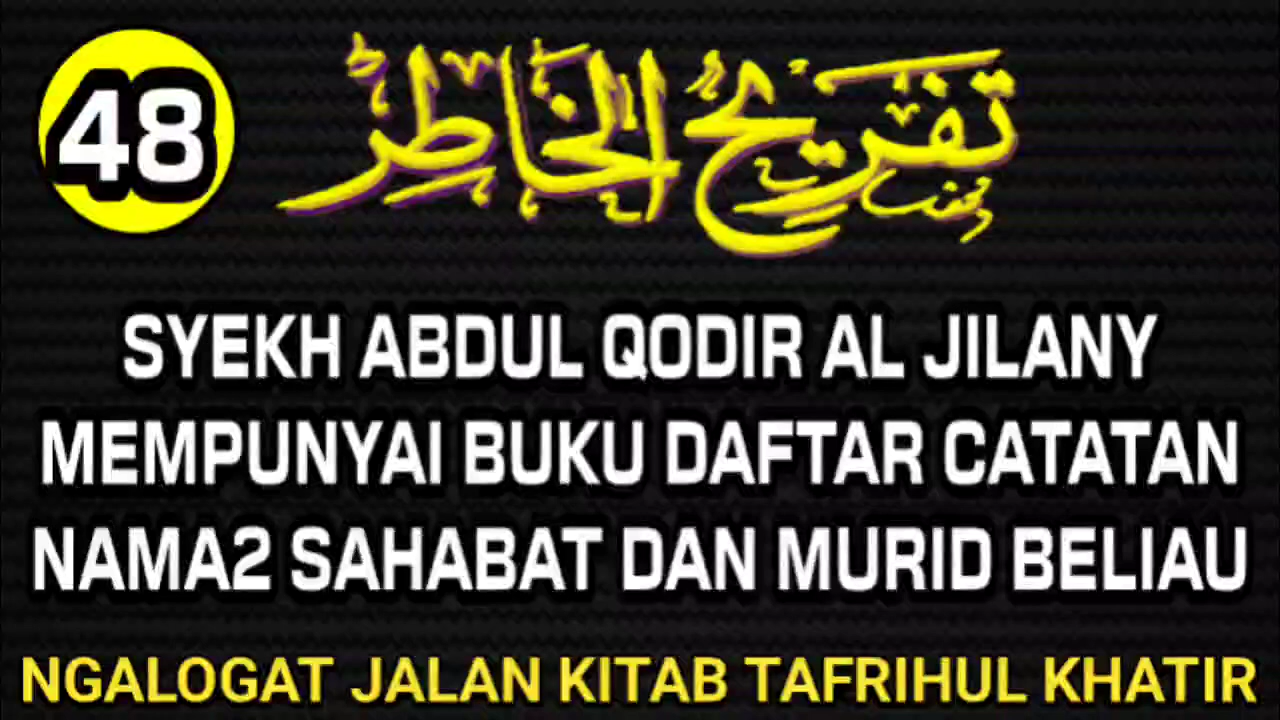 48
تفريح الخاطر
SYEKH ABDUL QODIR AL JILANY
MEMPUNYAI BUKU DAFTAR CATATAN
NAMA2 SAHABAT DAN MURID BELIAU
NGALOGAT JALAN KITAB TAFRIHUL KHATIR